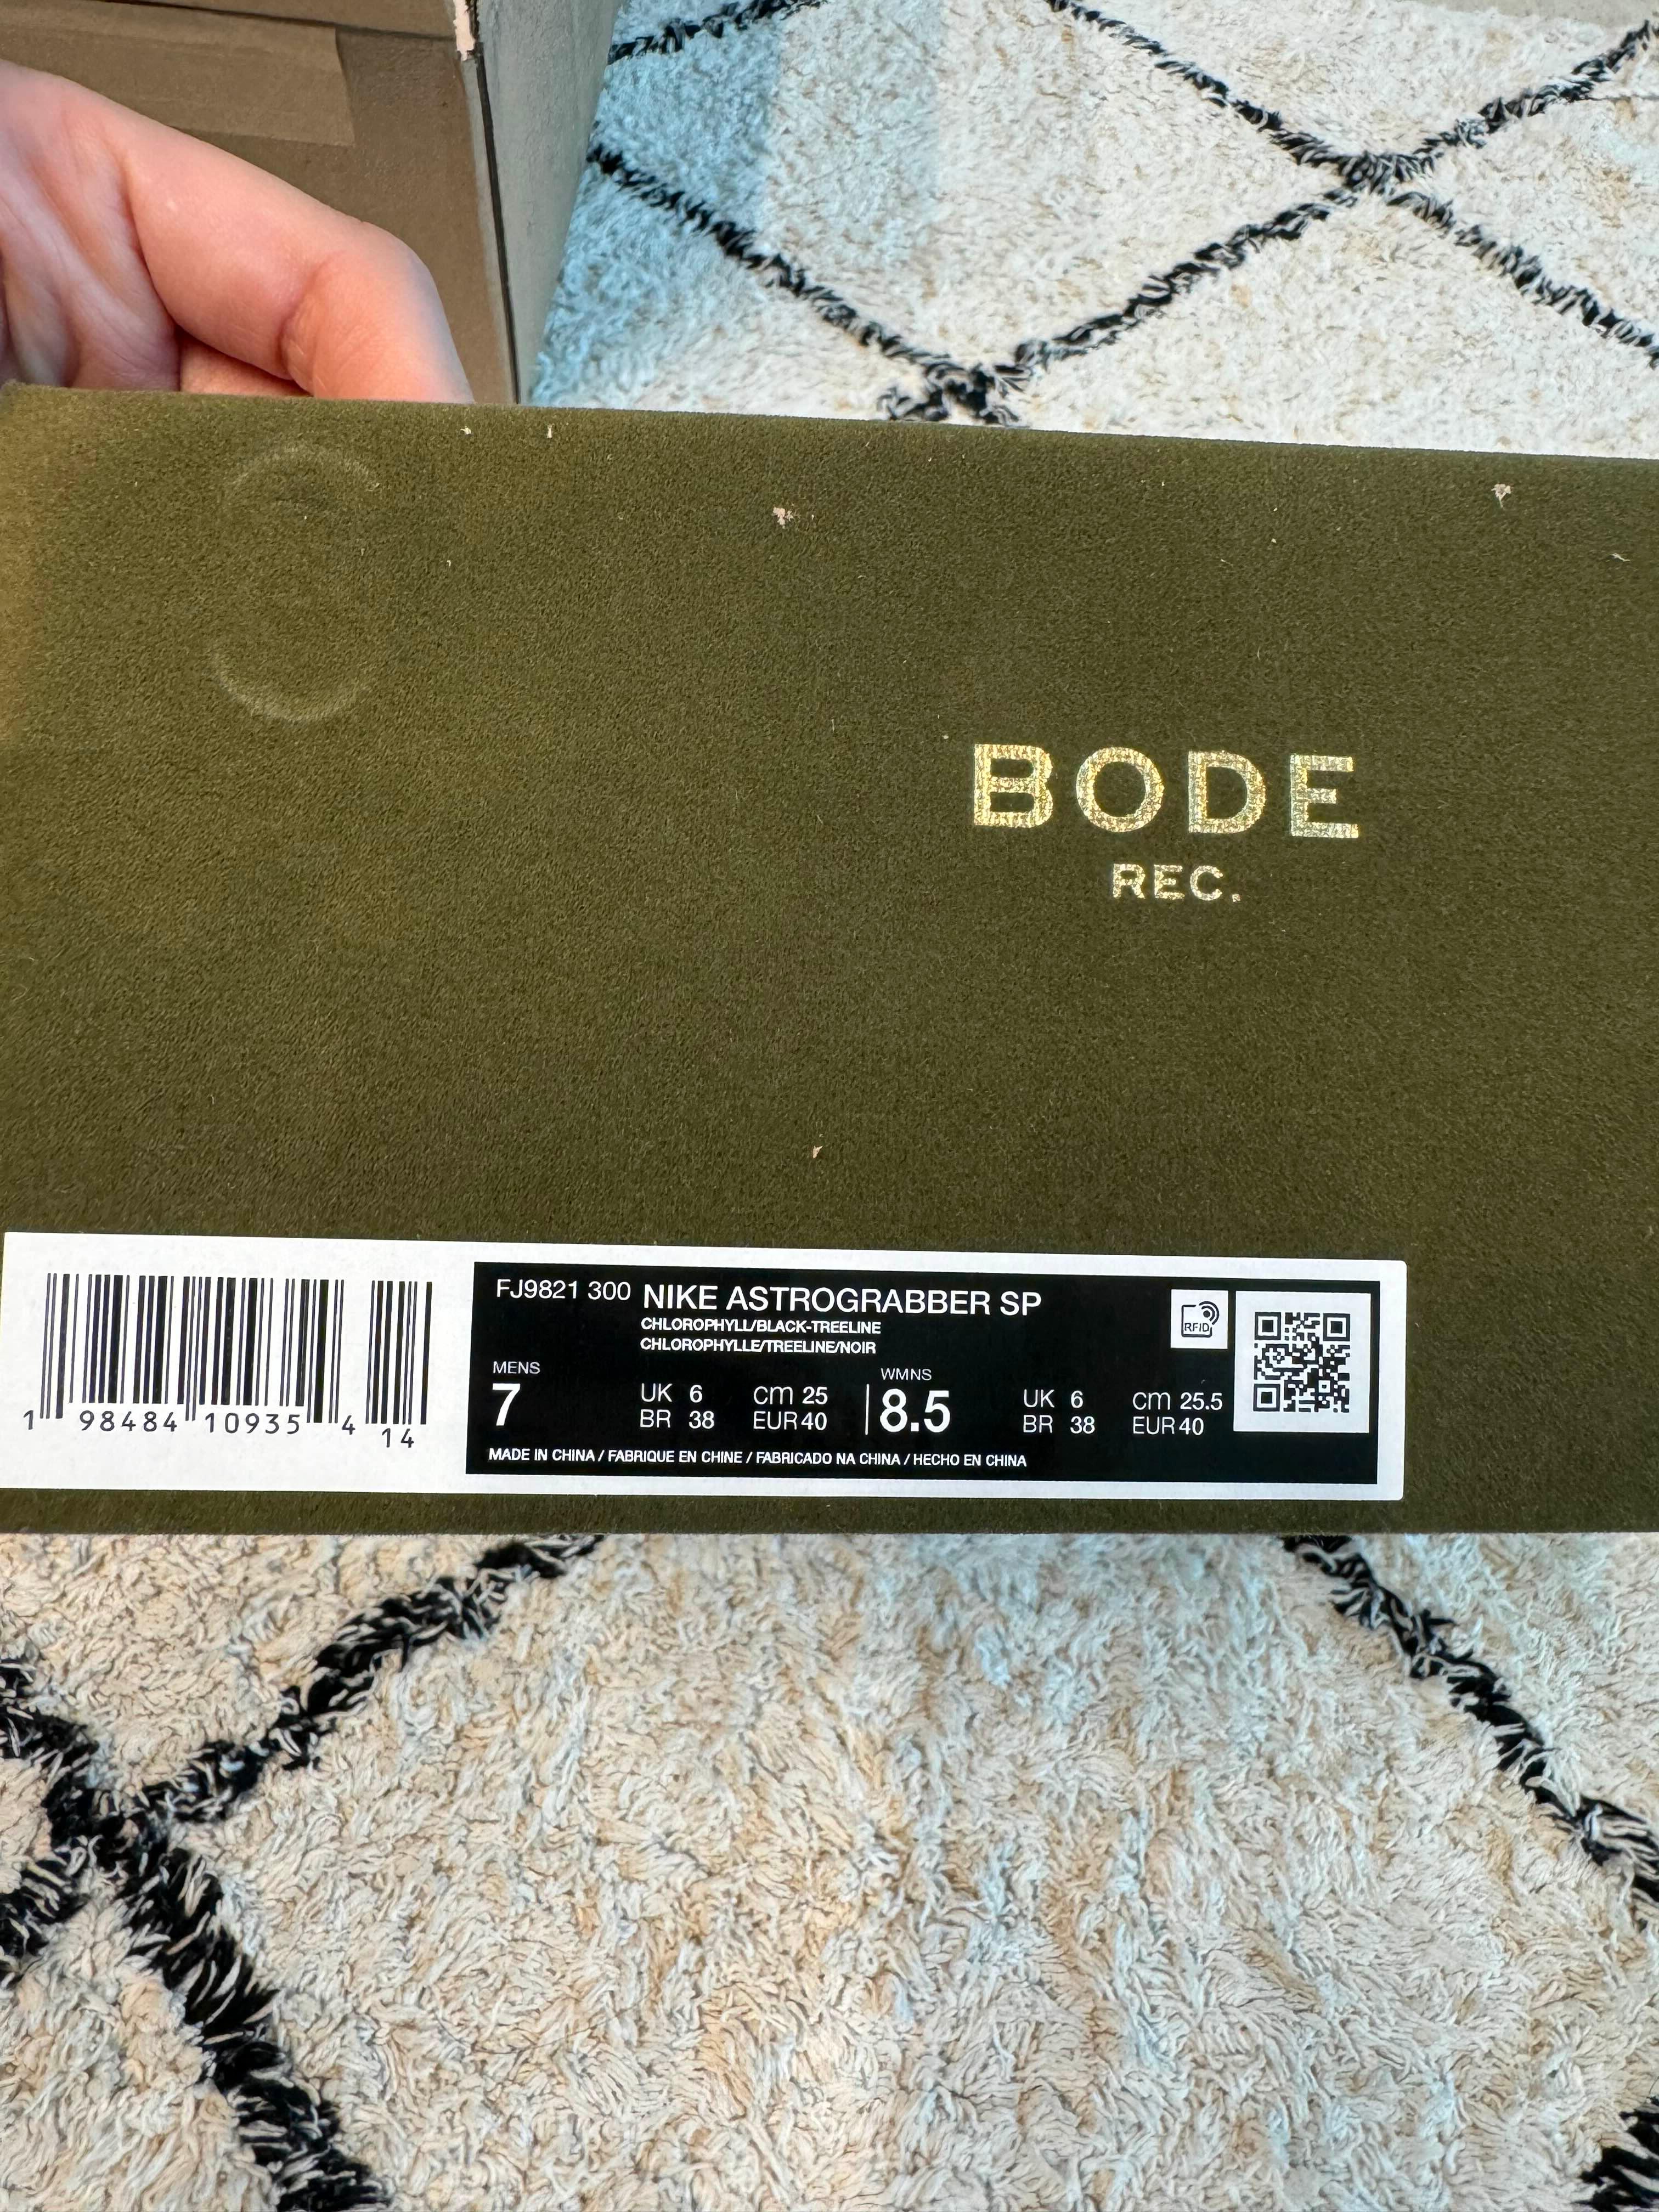 BODE
REC.
FJ9821 300 NIKE ASTROGRABBER SP
CHLOROPHYLL/BLACK-TREELINE
CHLOROPHYLLE/TREELINE/NOIR
RFID
MENS
7
UK 6 cm 25
BR 38 EUR 40
WMNS
8.5
UK 6 cm 25.5
BR 38 EUR 40
MADE IN CHINA / FABRIQUE EN CHINE / FABRICADO NA CHINA / HECHO EN CHINA
1 98484 10935 4
14